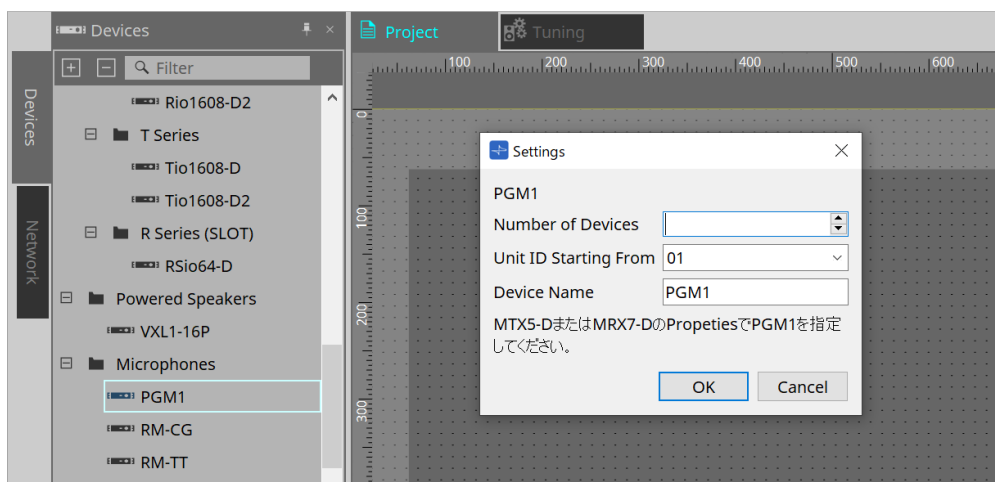 Devices
Filter
Devices
Network
Rio1608-D2
T Series
Tio1608-D
Tio1608-D2
R Series (SLOT)
RSio64-D
Powered Speakers
VXL1-16P
Microphones
PGM1
RM-CG
RM-TT
Project
Tuning
100 200 300 400 500 600
0
100
200
300
Settings
PGM1
Number of Devices
Unit ID Starting From 01
Device Name PGM1
MTX5-DまたはMRX7-DのPropetiesでPGM1を指定
してください。
OK Cancel